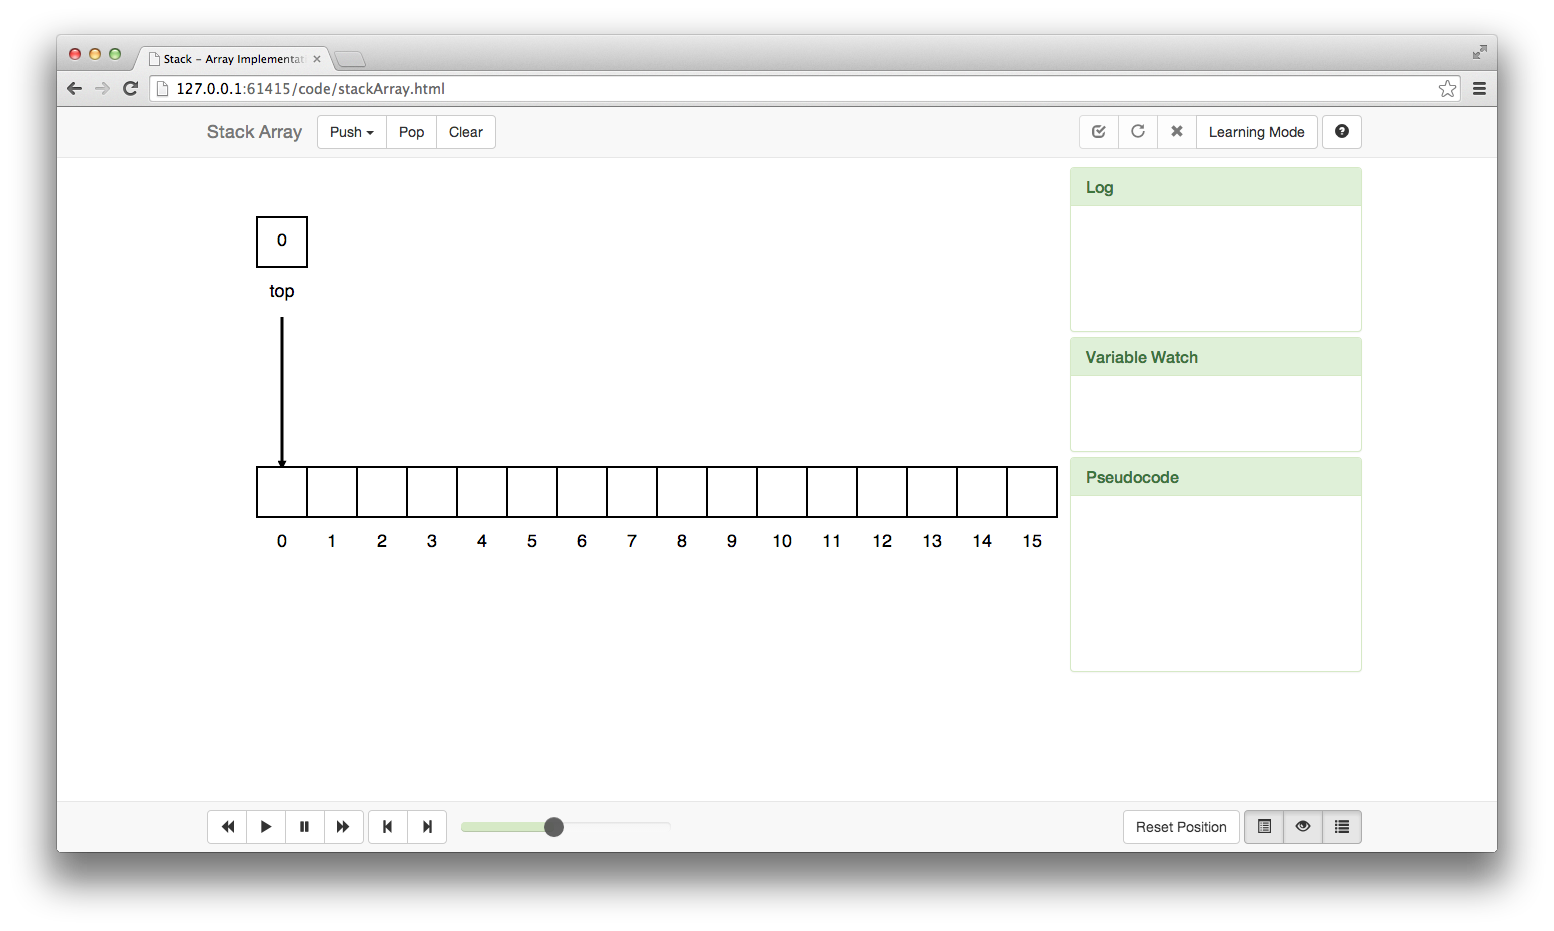 Stack – Array Implementat
127.0.0.1:61415/code/stackArray.html
Stack Array Push Pop Clear Learning Mode
Log
0
top
Variable Watch
Pseudocode
0 1 2 3 4 5 6 7 8 9 10 11 12 13 14 15
Reset Position